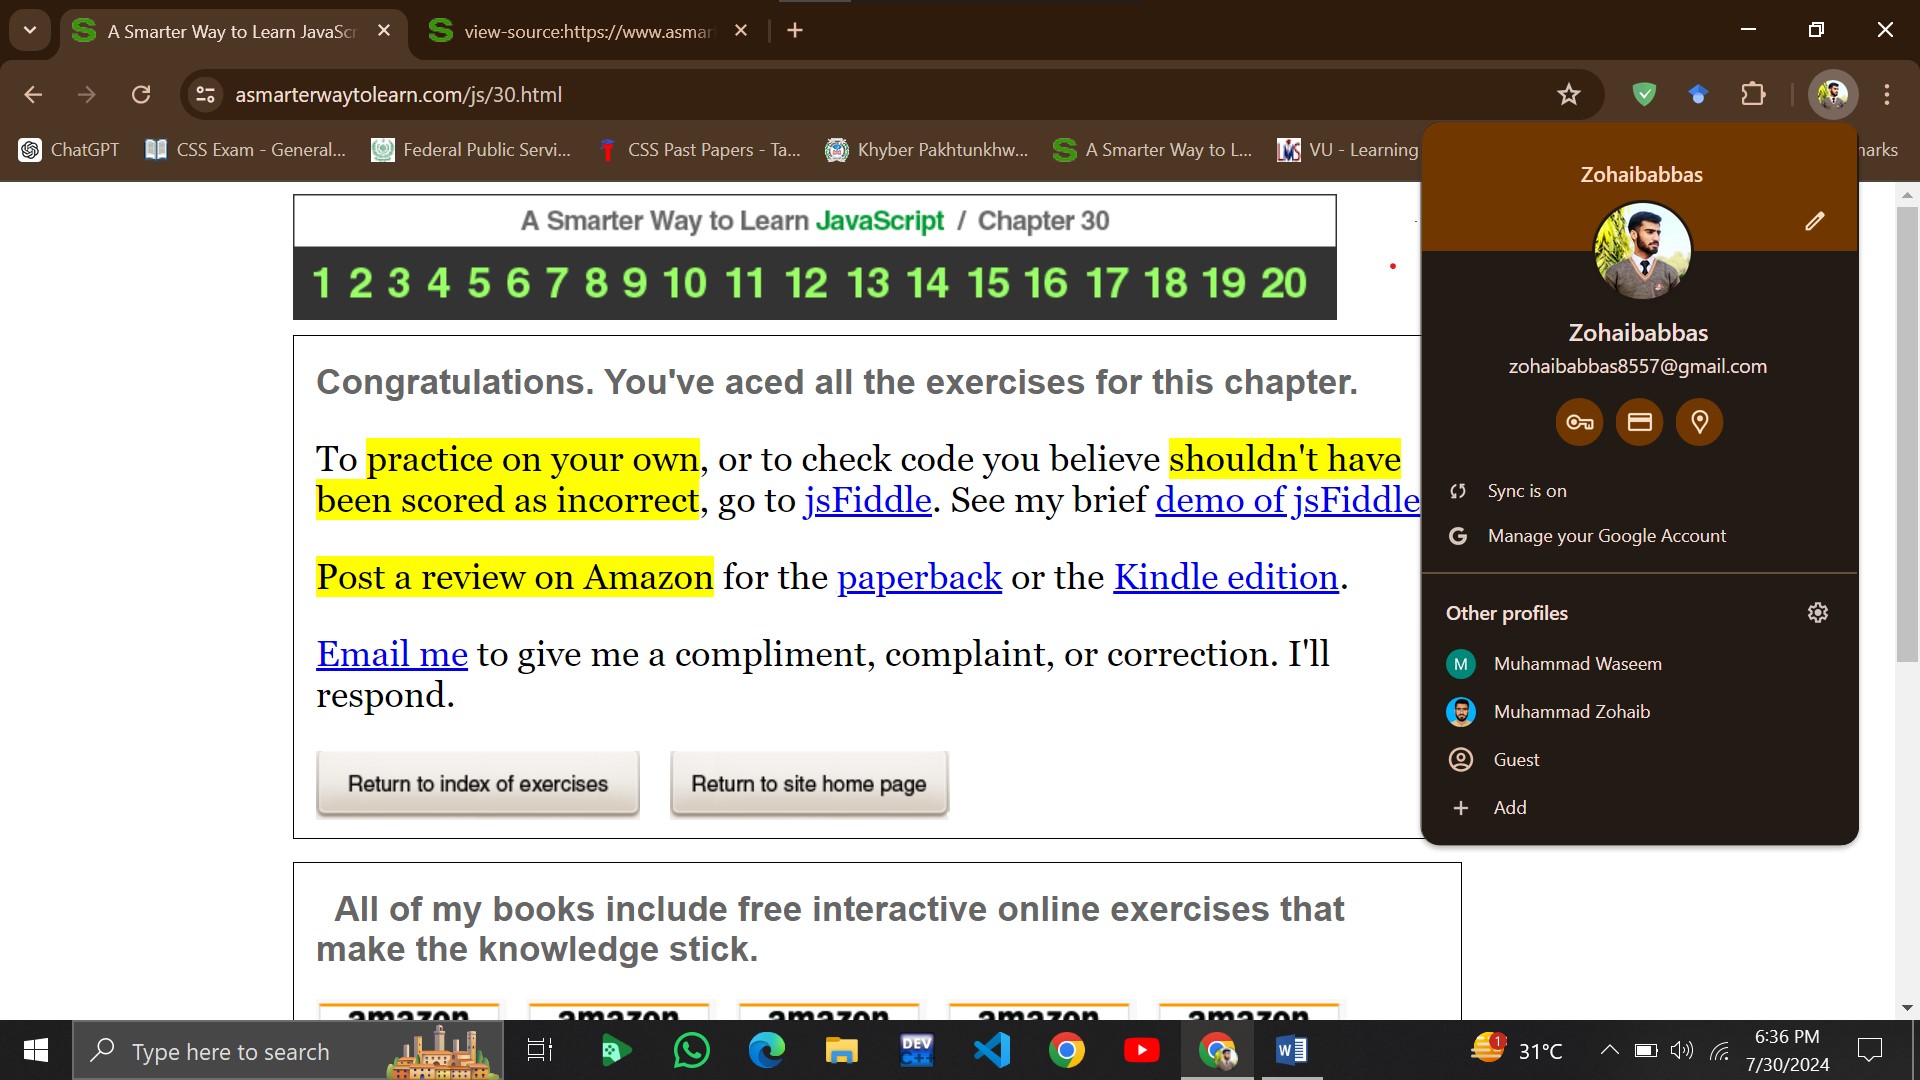 A Smarter Way to Learn JavaScr
view-source:https://www.asmar
asmarterwaytolearn.com/js/30.html
ChatGPT
CSS Exam - General...
Federal Public Servi...
CSS Past Papers - Ta...
Khyber Pakhtunkhw...
A Smarter Way to L...
VU - Learning
harks
A Smarter Way to Learn JavaScript / Chapter 30
1 2 3 4 5 6 7 8 9 10 11 12 13 14 15 16 17 18 19 20
Congratulations. You've aced all the exercises for this chapter.
To practice on your own, or to check code you believe shouldn't have
been scored as incorrect, go to jsFiddle. See my brief demo of jsFiddle
Post a review on Amazon for the paperback or the Kindle edition.
Email me to give me a compliment, complaint, or correction. I'll
respond.
Return to index of exercises
Return to site home page
All of my books include free interactive online exercises that
make the knowledge stick.
amazon amazon amazon amazon amazon
Zohaibabbas
Zohaibabbas
zohaibabbas8557@gmail.com
Sync is on
Manage your Google Account
Other profiles
M Muhammad Waseem
Muhammad Zohaib
Guest
Add
Type here to search
DEV
C++
1
31°C
6:36 PM
7/30/2024